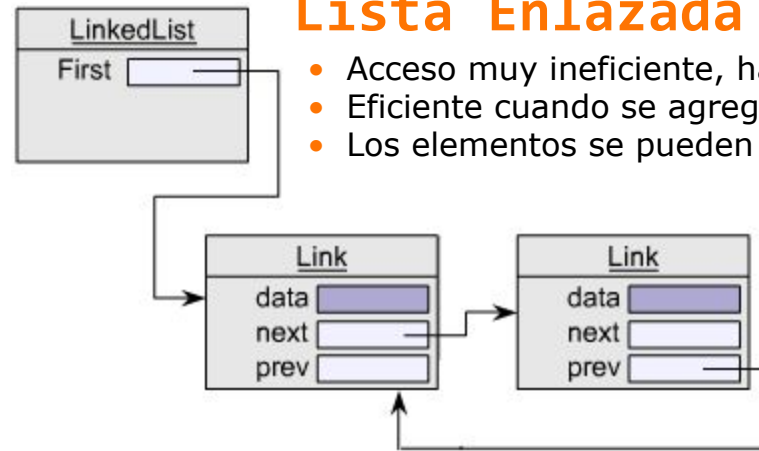 Lista Enlazada
LinkedList
First
• Acceso muy ineficiente,
• Eficiente cuando se
• Los elementos se pueden
Link
data
next
prev
Link
data
next
prev